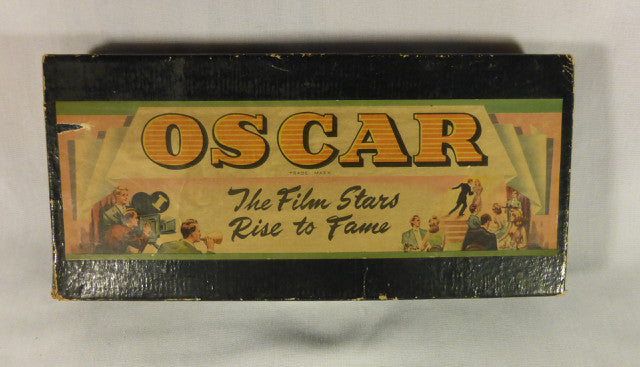 OSCAR
TRADE MARK
The Film Stars
Rise to Fame